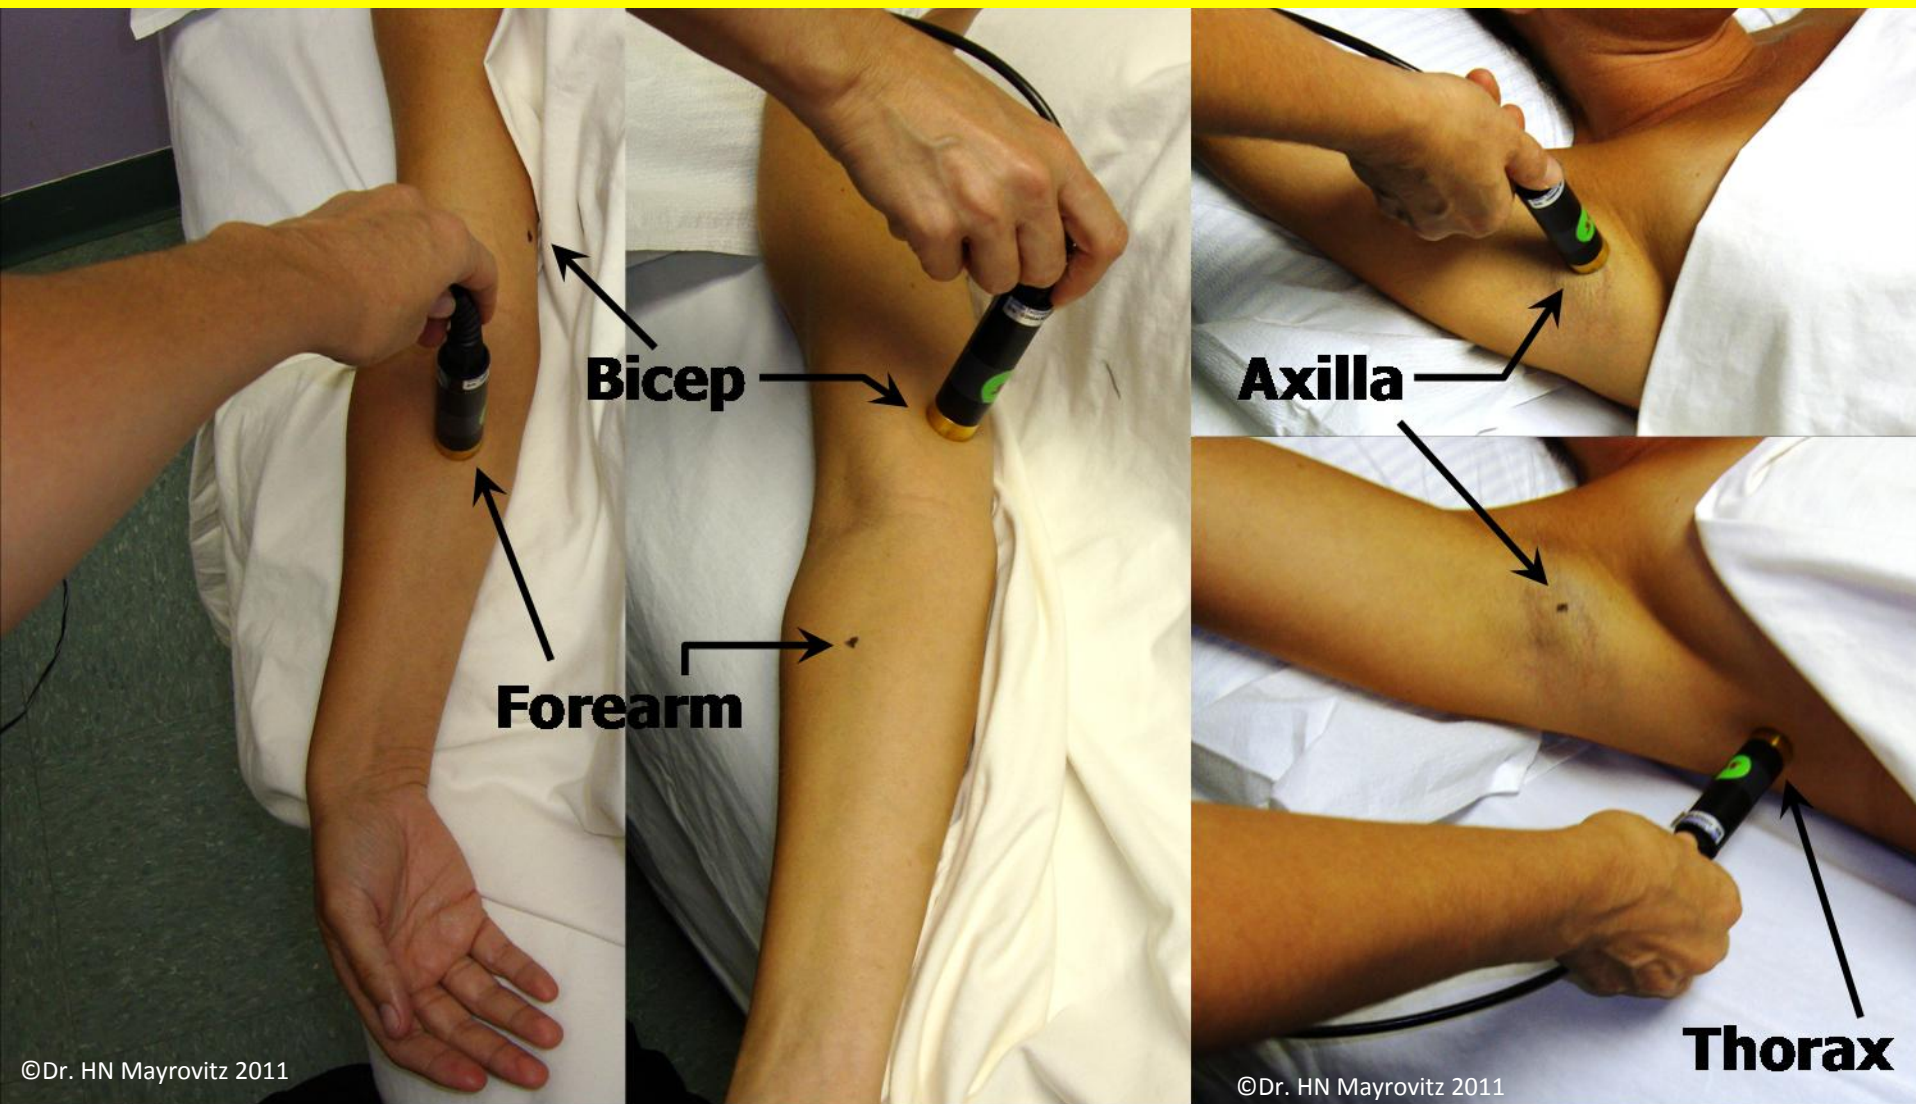 Bicep
Axilla
Forearm
Thorax
©Dr. HN Mayrovitz 2011
©Dr. HN Mayrovitz 2011